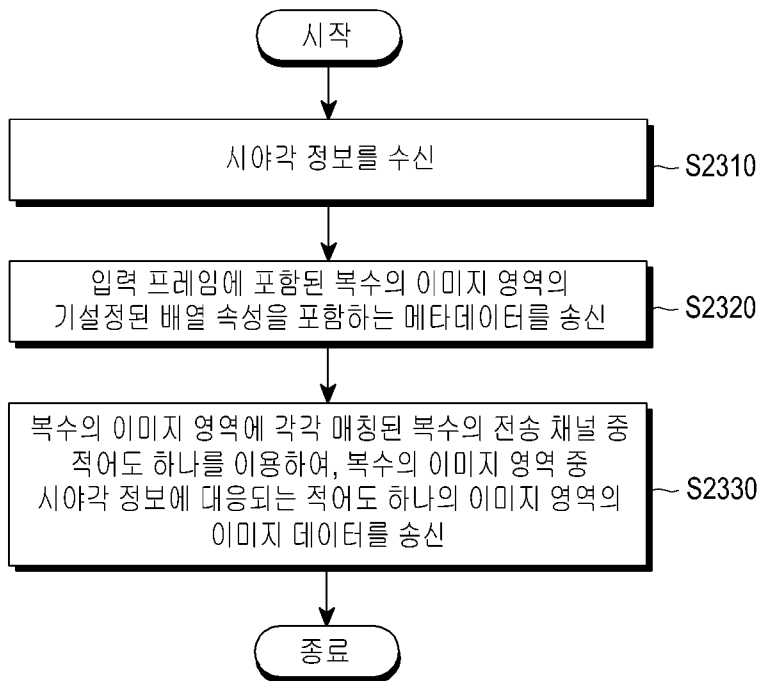 시작
시야각 정보를 수신
S2310
입력 프레임에 포함된 복수의 이미지 영역의
기설정된 배열 속성을 포함하는 메타데이터를 송신
S2320
복수의 이미지 영역에 각각 매칭된 복수의 전송 채널 중
적어도 하나를 이용하여, 복수의 이미지 영역 중
시야각 정보에 대응되는 적어도 하나의 이미지 영역의
이미지 데이터를 송신
S2330
종료